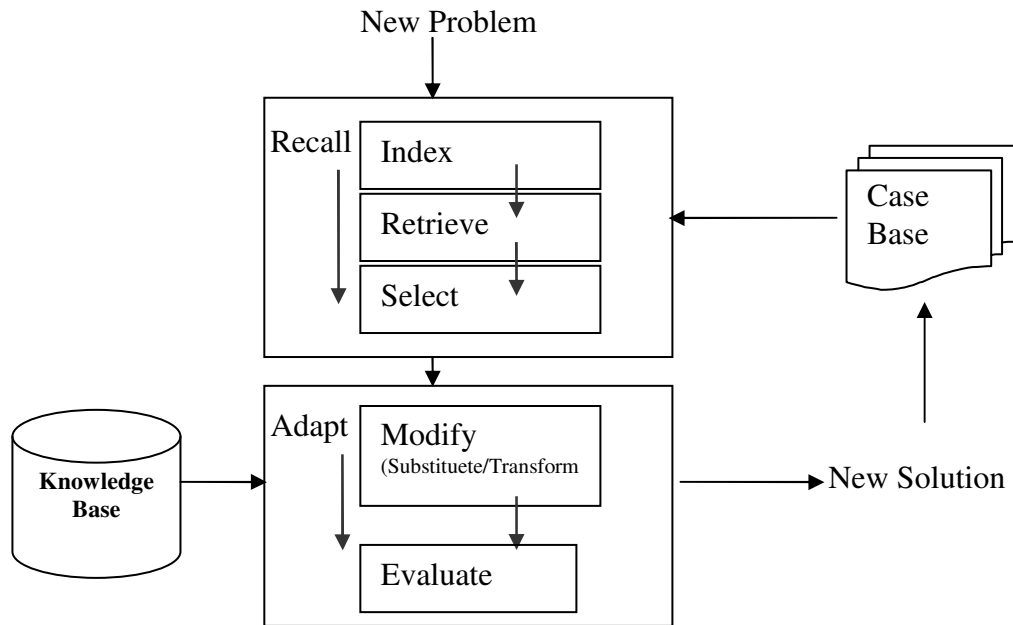 New Problem
Recall
Index
Retrieve
Select
Case
Base
Adapt
Modify
(Substituete/Transform
Evaluate
Knowledge
Base
New Solution